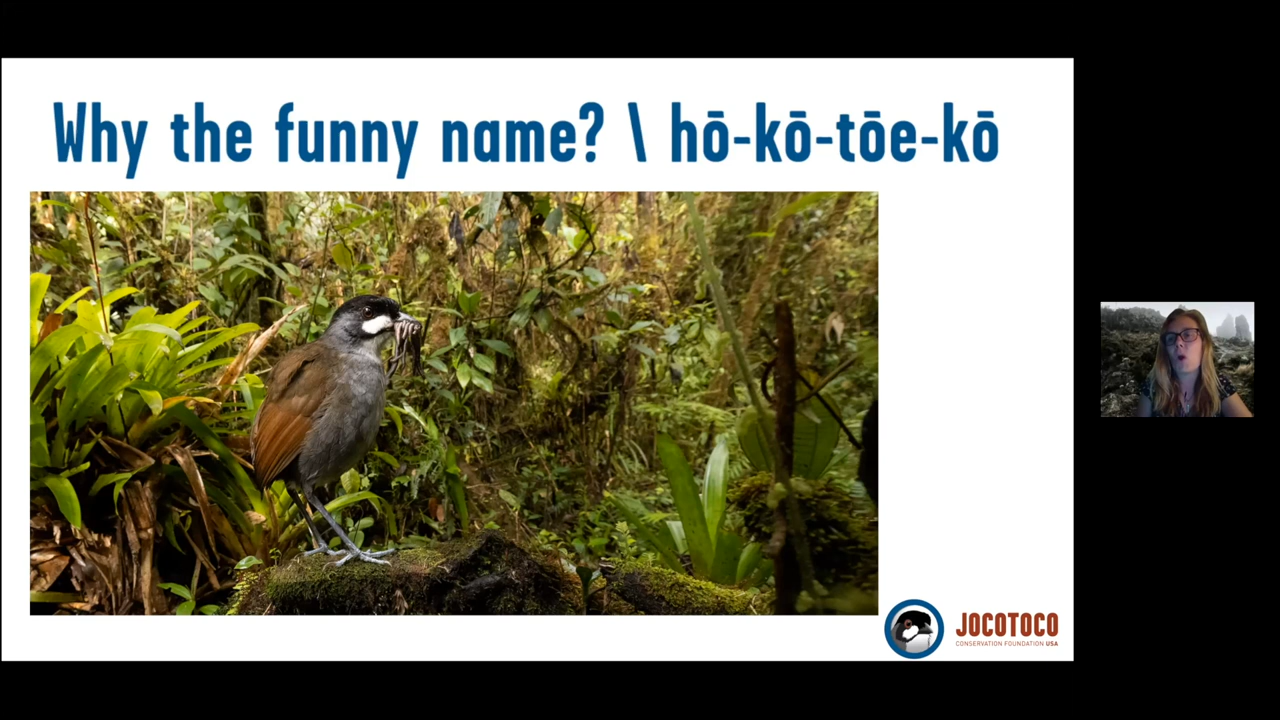 Why the funny name? \ hō-kō-tōe-kō
JOCOTOCO
CONSERVATION FOUNDATION USA